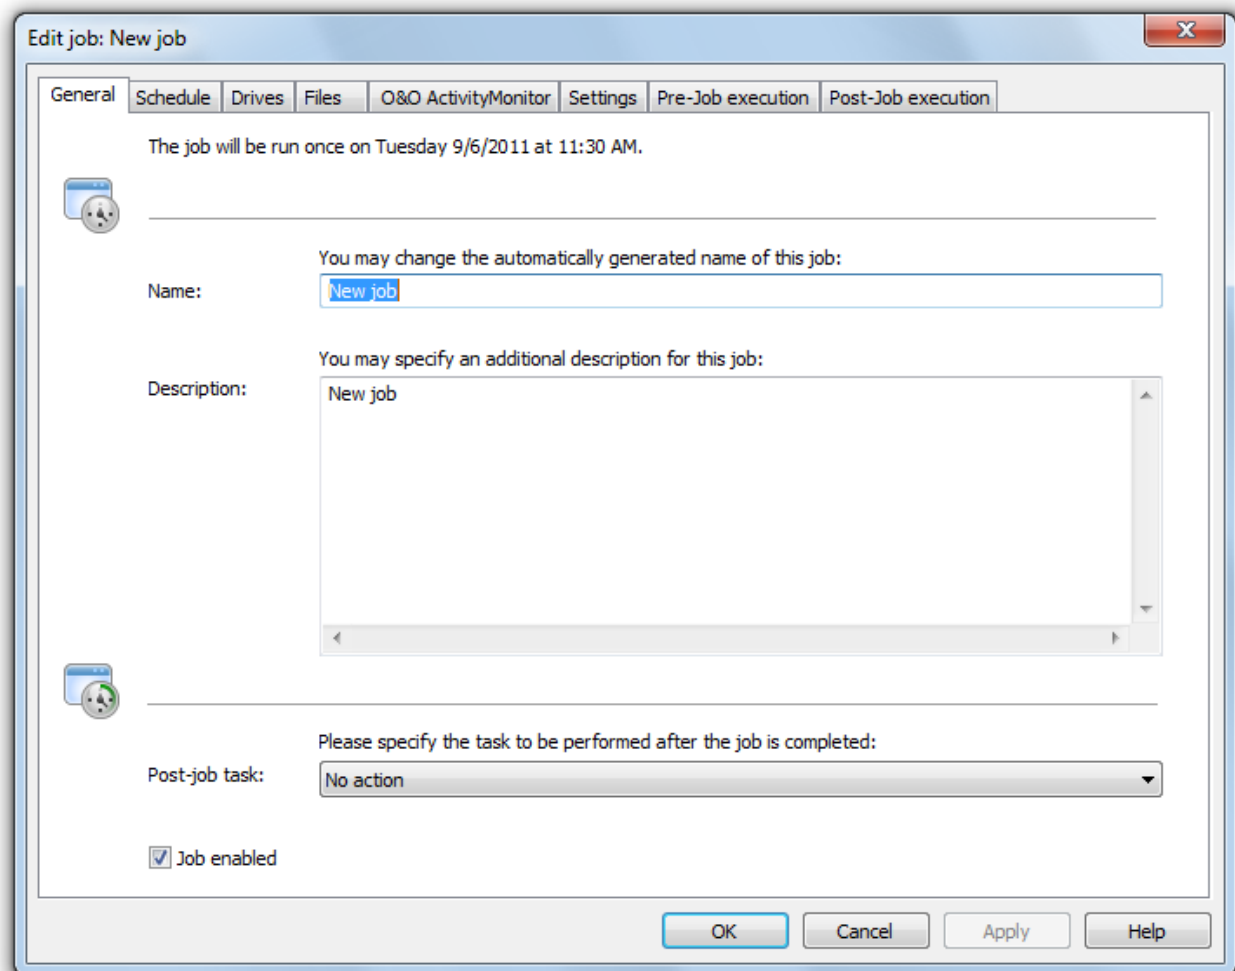 Edit job: New job
General Schedule Drives Files O&O ActivityMonitor Settings Pre-Job execution Post-Job execution
The job will be run once on Tuesday 9/6/2011 at 11:30 AM.
You may change the automatically generated name of this job:
Name: New job
You may specify an additional description for this job:
Description: New job
Please specify the task to be performed after the job is completed:
Post-job task: No action
Job enabled
OK Cancel Apply Help